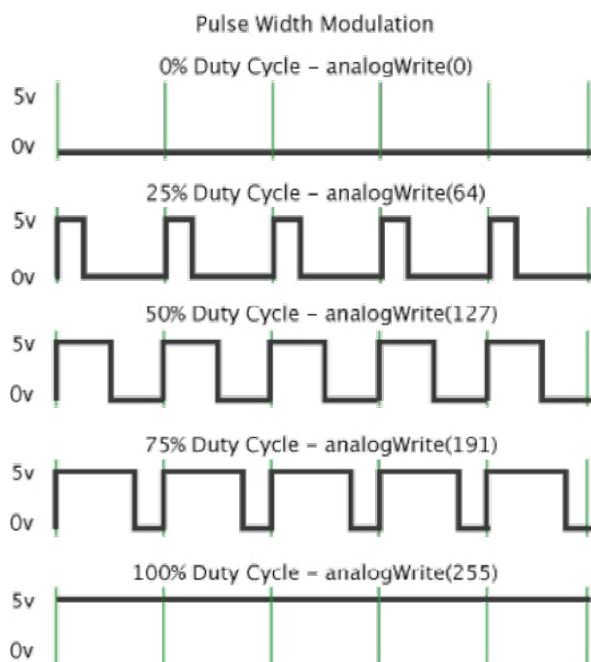 Pulse Width Modulation
0% Duty Cycle – analogWrite(0)
5v
0v
25% Duty Cycle – analogWrite(64)
5v
0v
50% Duty Cycle – analogWrite(127)
5v
0v
75% Duty Cycle – analogWrite(191)
5v
0v
100% Duty Cycle – analogWrite(255)
5v
0v